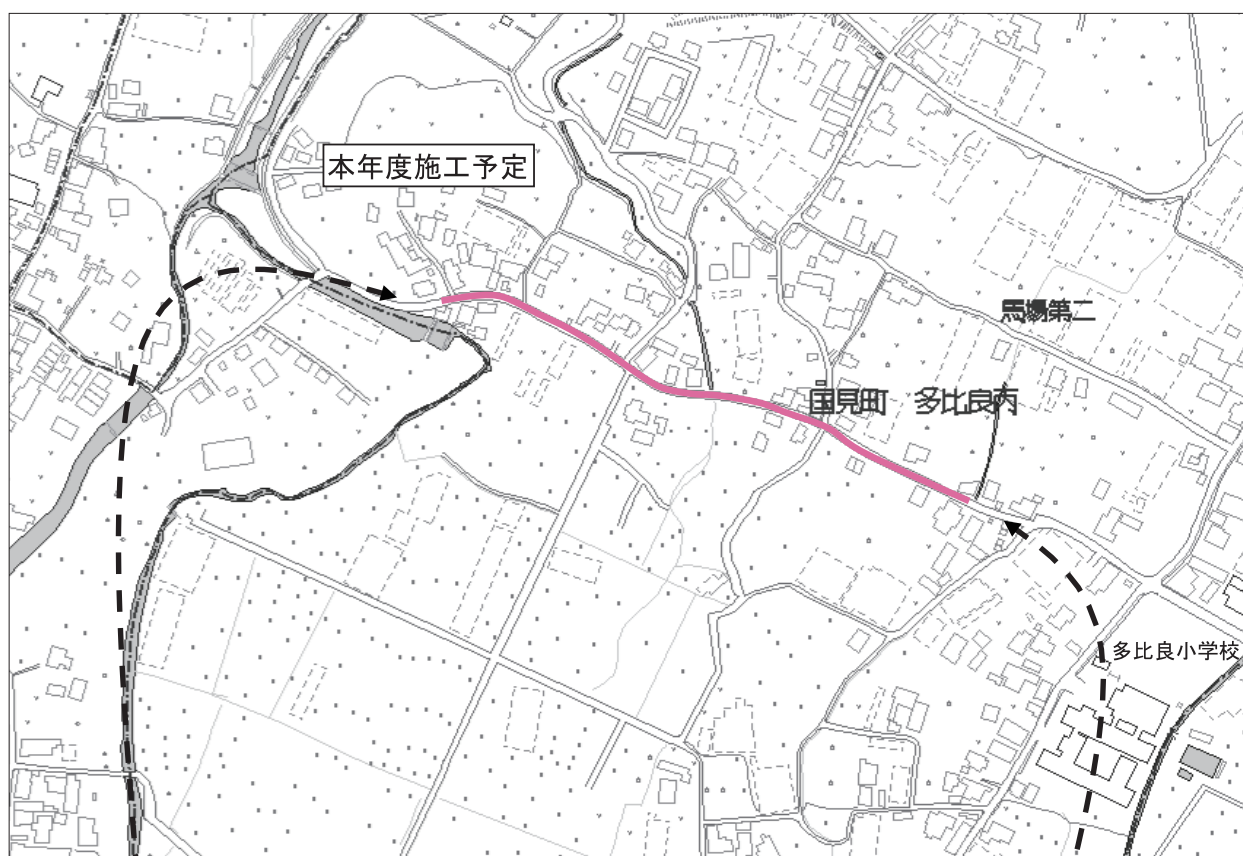 本年度施工予定
馬場第二
国見町 多比良丙
多比良小学校